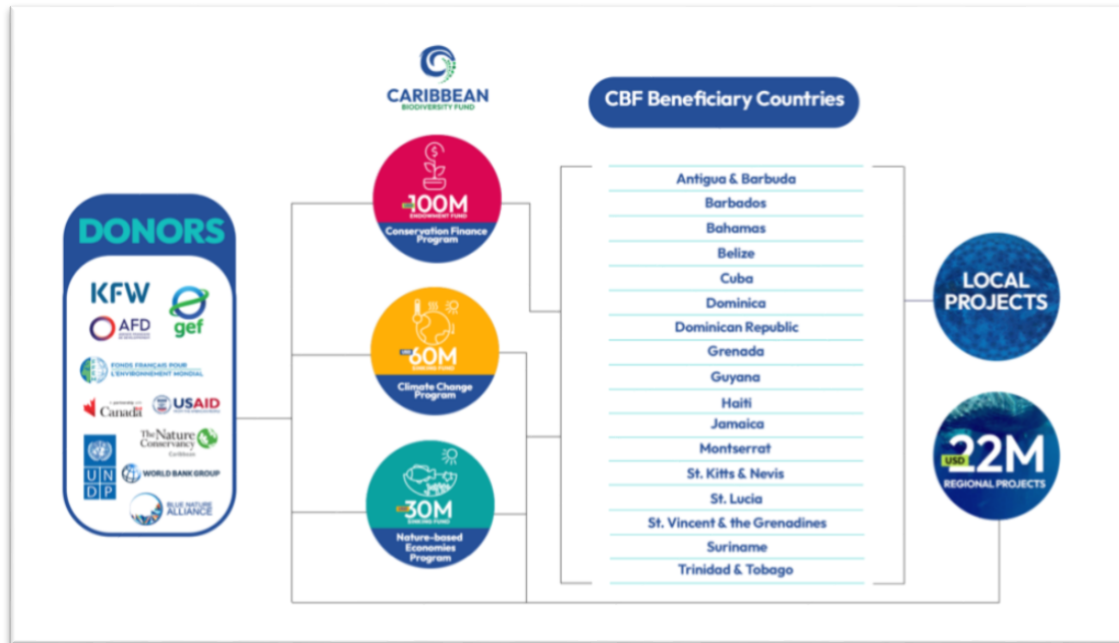 CARIBBEAN
BIODIVERSITY FUND
CBF Beneficiary Countries
DONORS
KFW
gef
AFD
FONDS FRANÇAIS POUR
L'ENVIRONNEMENT MONDIAL
Canada
USAID
The Nature
Conservancy
Caribbean
U N
D P
WORLD BANK GROUP
BLUE NATURE
ALLIANCE
100M
ENDOWMENT FUND
Conservation Finance
Program
60M
SINKING FUND
Climate Change
Program
30M
SINKING FUND
Nature-based
Economies
Program
Antigua & Barbuda
Barbados
Bahamas
Belize
Cuba
Dominica
Dominican Republic
Grenada
Guyana
Haiti
Jamaica
Montserrat
St. Kitts & Nevis
St. Lucia
St. Vincent & the Grenadines
Suriname
Trinidad & Tobago
LOCAL
PROJECTS
USD 22M
REGIONAL PROJECTS